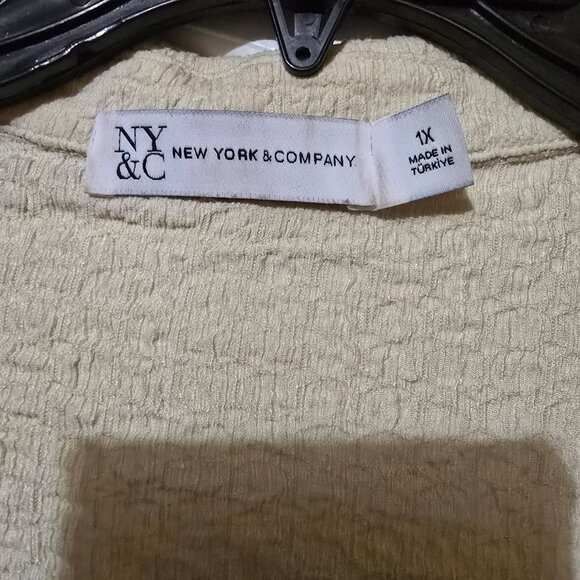 NY
&C
NEW YORK & COMPANY
1X
MADE IN
TÜRKİYE